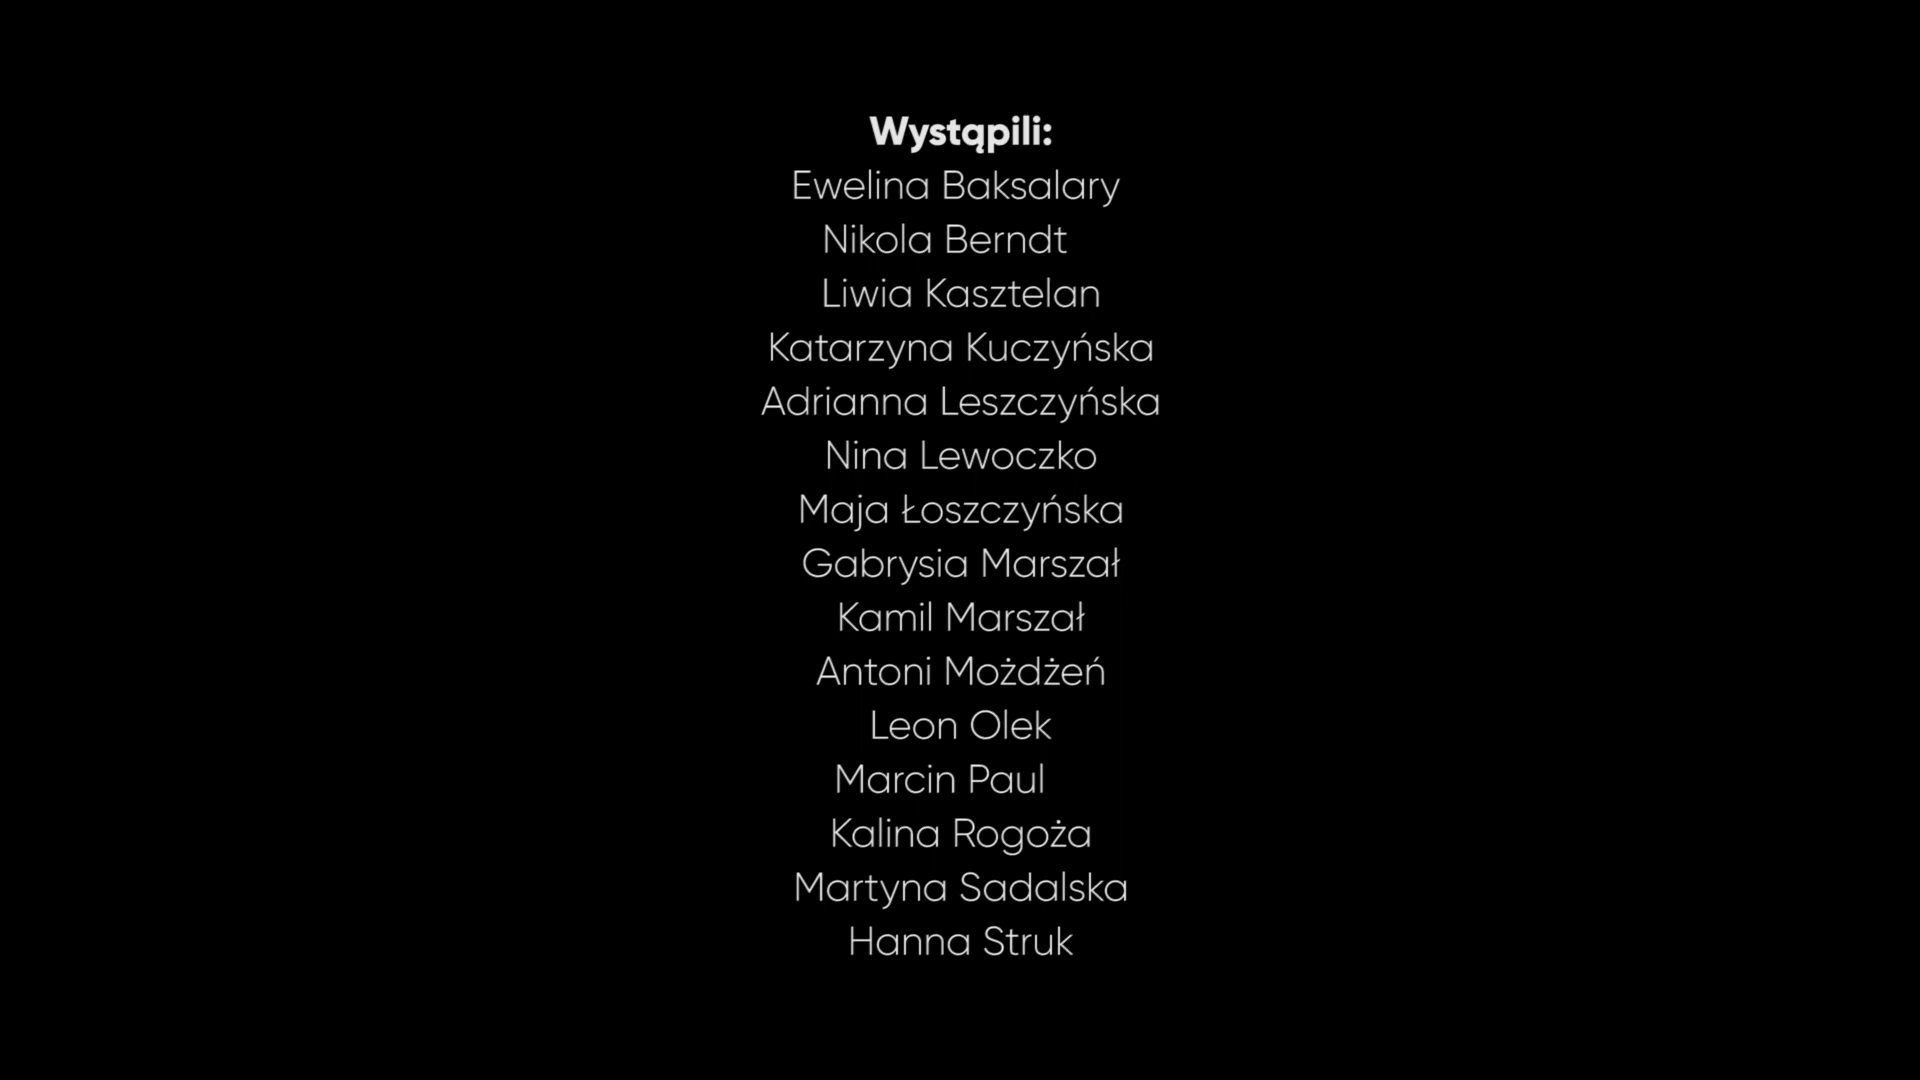 Wystąpili:
Ewelina Baksalary
Nikola Berndt
Liwia Kasztelan
Katarzyna Kuczyńska
Adrianna Leszczyńska
Nina Lewoczko
Maja Łoszczyńska
Gabrysia Marszał
Kamil Marszał
Antoni Możdżeń
Leon Olek
Marcin Paul
Kalina Rogoża
Martyna Sadalska
Hanna Struk